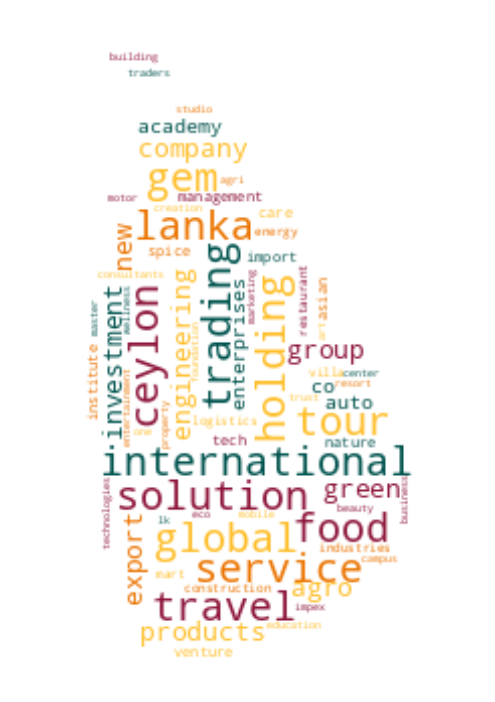 building
traders
studio
academy
company
gem
agri
motor
management
creation
care
lanka
energy
new
spice
trading
import
consultants
engineering
holding
marketing
restaurant
asian
art
ceylon
investment
wellness
master
enterprises
foundation
group
institute
entertainment
villa
center
co
resort
property
trust
auto
tour
one
logistics
tech
nature
international
technologies
solution
green
business
beauty
lk
eco
mobile
food
export
global
industries
campus
mart
service
construction
agro
travel
impex
products
education
venture